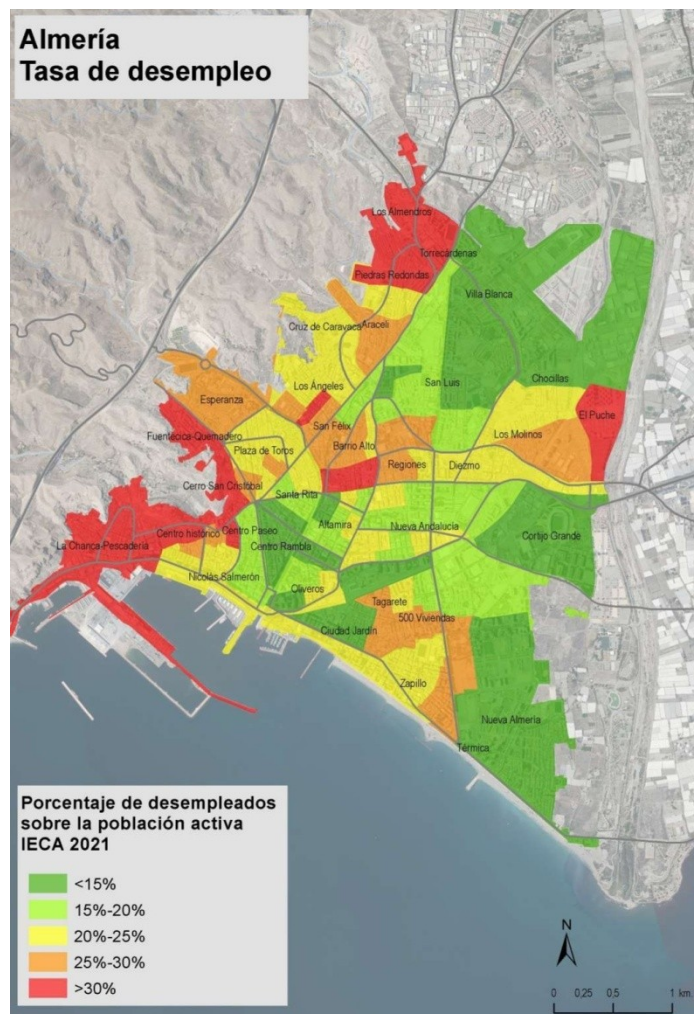 Almería
Tasa de desempleo
Los Almendros
Torrecárdenas
Piedras Redondas
Villa Blanca
Cruz de Caravaca
Araceli
Chocillas
Los Ángeles
San Luis
Esperanza
El Puche
San Félix
Los Molinos
Fuentecica-Quemadero
Barrio Alto
Plaza de Toros
Regiones
Diezmo
Cerro San Cristóbal
Santa Rita
Altamira
Nueva Andalucía
Centro histórico
Centro Paseo
Cortijo Grande
La Chanca-Pescadería
Centro Rambla
Nicolás Salmerón
Oliveros
Tagarete
500 Viviendas
Ciudad Jardín
Zapillo
Nueva Almería
Térmica
Porcentaje de desempleados
sobre la población activa
IECA 2021
<15%
15%-20%
20%-25%
25%-30%
>30%
N
0 0,25 0,5 1 km.